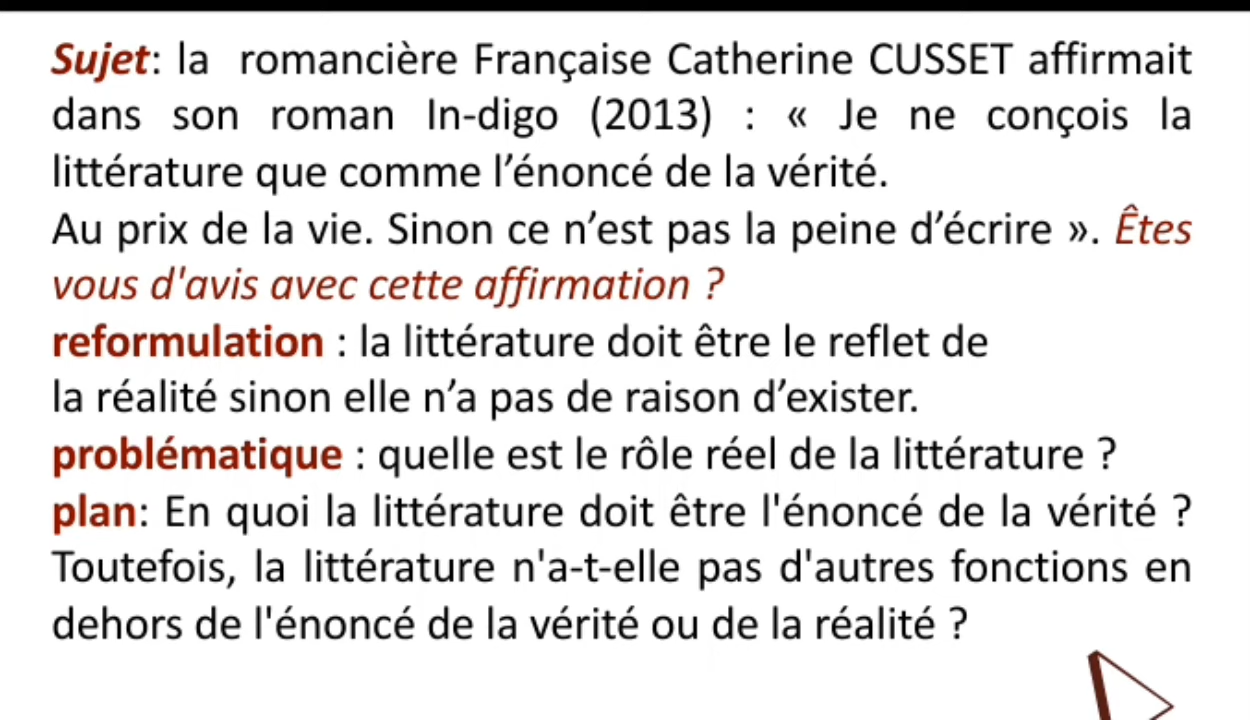 Sujet: la romancière Française Catherine CUSSET affirmait
dans son roman In-digo (2013) : « Je ne conçois la
littérature que comme l’énoncé de la vérité.
Au prix de la vie. Sinon ce n’est pas la peine d’écrire ». Êtes
vous d'avis avec cette affirmation ?
reformulation : la littérature doit être le reflet de
la réalité sinon elle n’a pas de raison d’exister.
problématique : quelle est le rôle réel de la littérature ?
plan: En quoi la littérature doit être l'énoncé de la vérité ?
Toutefois, la littérature n'a-t-elle pas d'autres fonctions en
dehors de l'énoncé de la vérité ou de la réalité ?